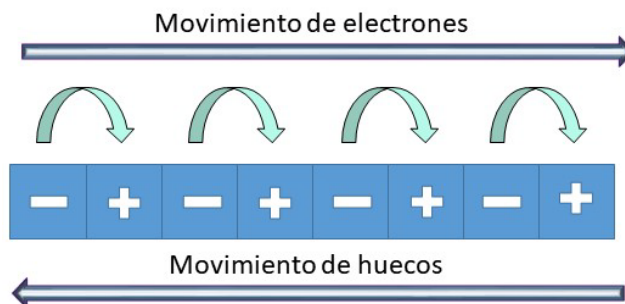 Movimiento de electrones
− + − + − + − +
Movimiento de huecos